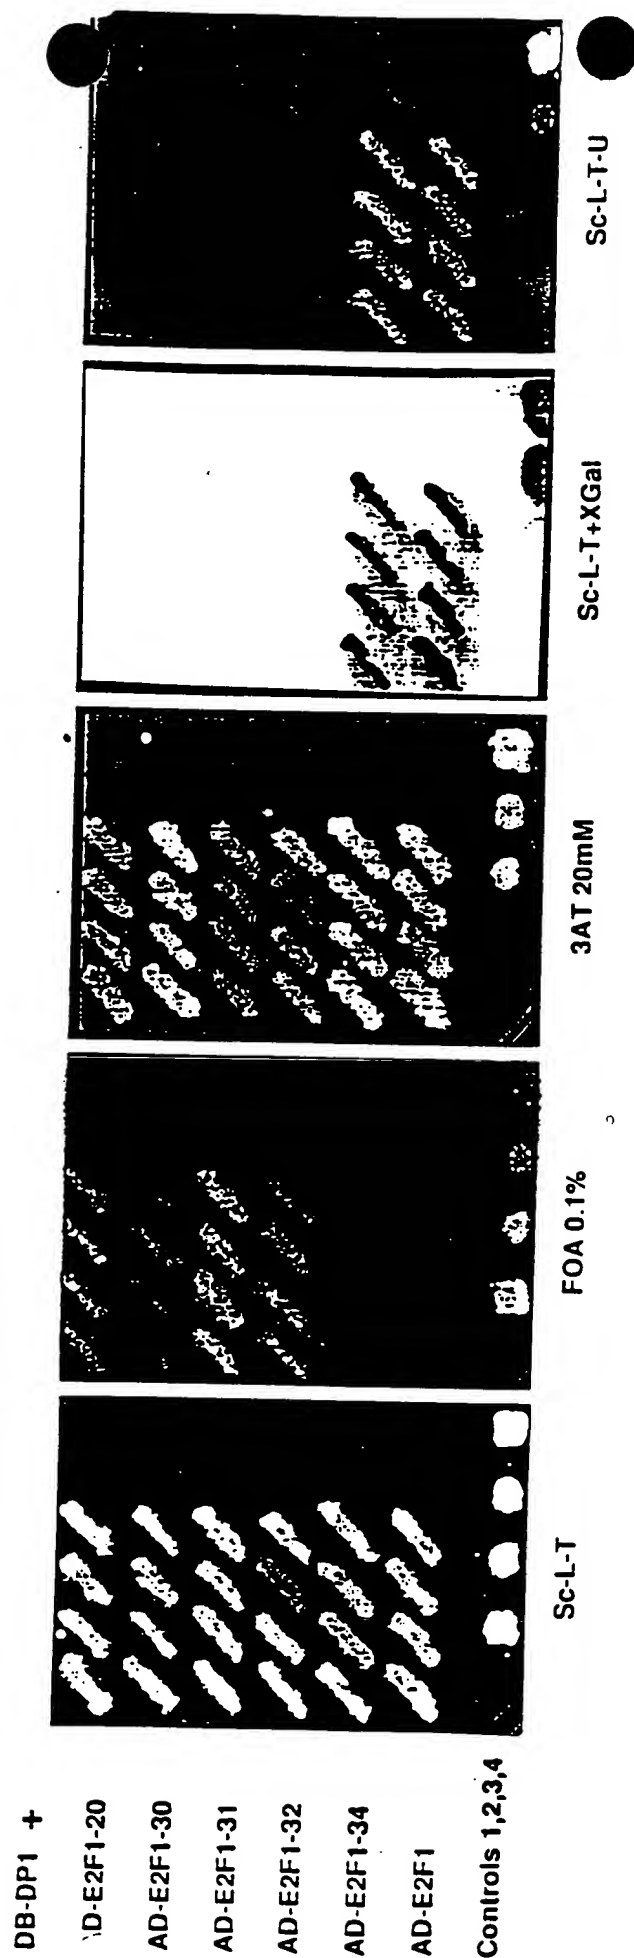 DB-DP1 +
\D-E2F1-20
AD-E2F1-30
AD-E2F1-31
AD-E2F1-32
AD-E2F1-34
AD-E2F1
Controls 1,2,3,4
Sc-L-T
FOA 0.1%
3AT 20mM
Sc-L-T+XGal
Sc-L-T-U